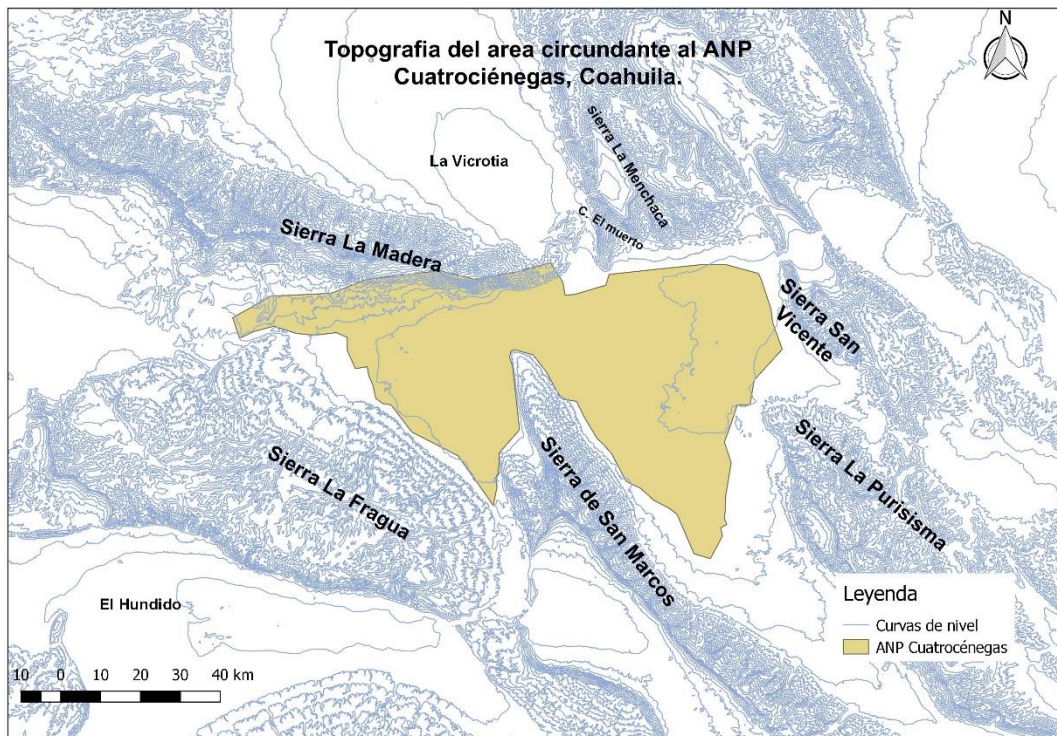 Topografia del area circundante al ANP
Cuatrociénegas, Coahuila.
N
La Vicrotia
sierra La Menchaca
C. El muerto
Sierra La Madera
Sierra San
Vicente
Sierra La Fragua
Sierra de San Marcos
Sierra La Purisisma
El Hundido
Leyenda
Curvas de nivel
ANP Cuatrocénegas
10 0 10 20 30 40 km